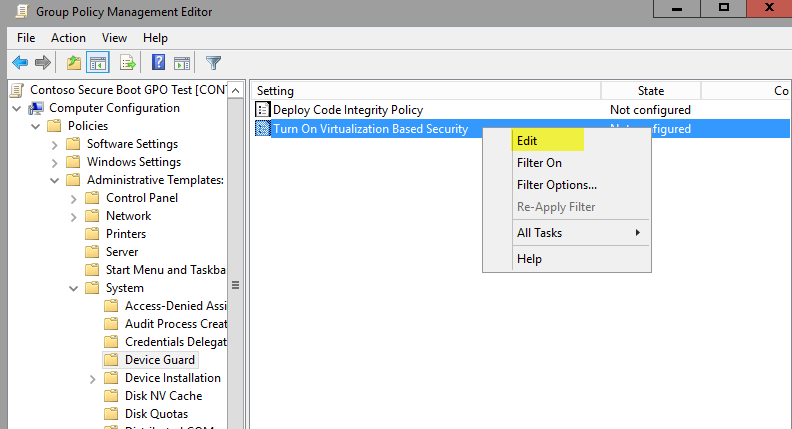 Group Policy Management Editor
File Action View Help
Contoso Secure Boot GPO Test [CONT
Computer Configuration
Policies
Software Settings
Windows Settings
Administrative Templates:
Control Panel
Network
Printers
Server
Start Menu and Taskba
System
Access-Denied Assi
Audit Process Creat
Credentials Delegat
Device Guard
Device Installation
Disk NV Cache
Disk Quotas
Setting State Co
Deploy Code Integrity Policy Not configured
Turn On Virtualization Based Security Not configured
Edit
Filter On
Filter Options...
Re-Apply Filter
All Tasks
Help